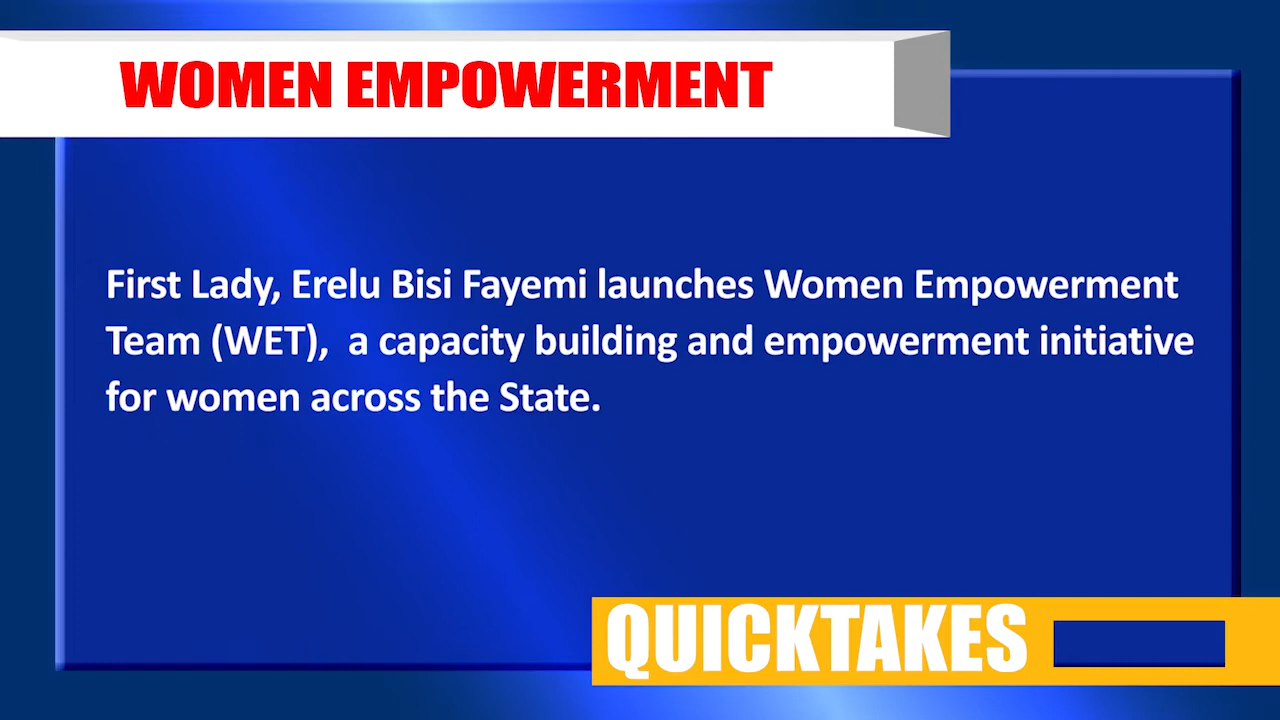 WOMEN EMPOWERMENT
First Lady, Erelu Bisi Fayemi launches Women Empowerment
Team (WET),  a capacity building and empowerment initiative
for women across the State.
QUICKTAKES